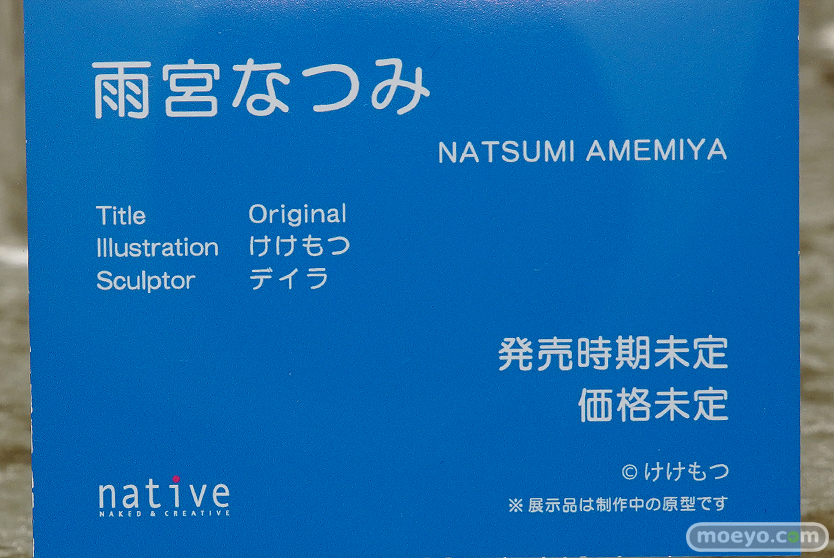 雨宮なつみ
NATSUMI AMEMIYA
Title Original
Illustration けけもつ
Sculptor デイラ
発売時期未定
価格未定
© けけもつ
native
NAKED & CREATIVE
※展示品は制作中の原型です
moeyo.com